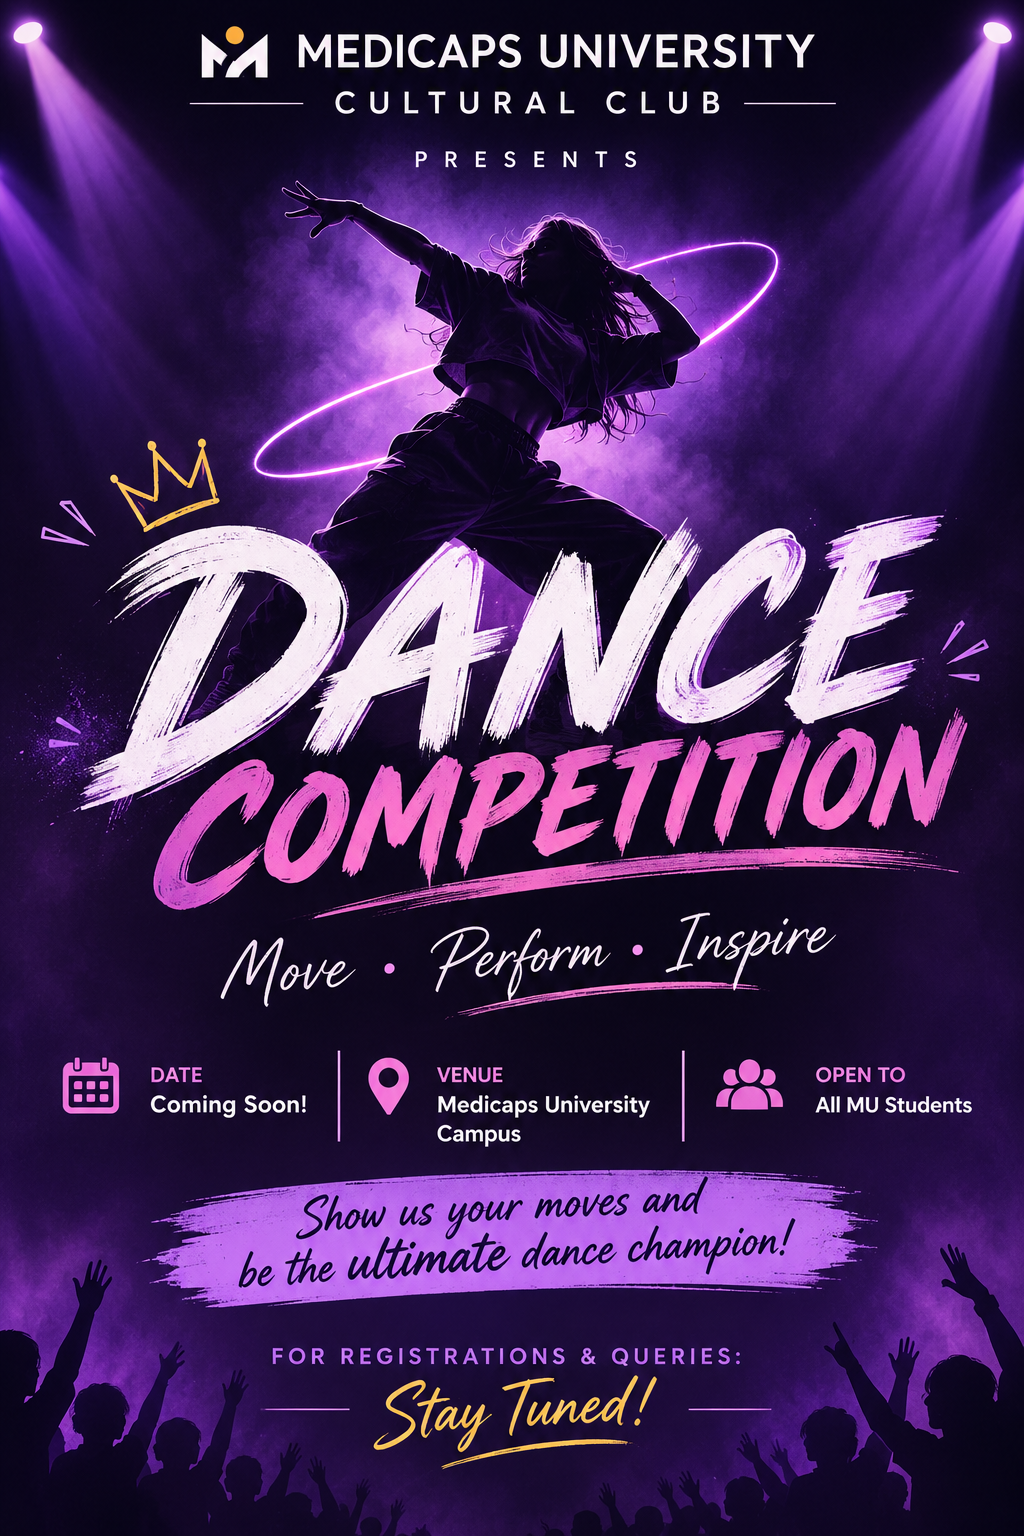 MEDICAPS UNIVERSITY
CULTURAL CLUB
PRESENTS
DANCE
COMPETITION
Move • Perform • Inspire
DATE
Coming Soon!
VENUE
Medicaps University
Campus
OPEN TO
All MU Students
Show us your moves and
be the ultimate dance champion!
FOR REGISTRATIONS & QUERIES:
Stay Tuned!